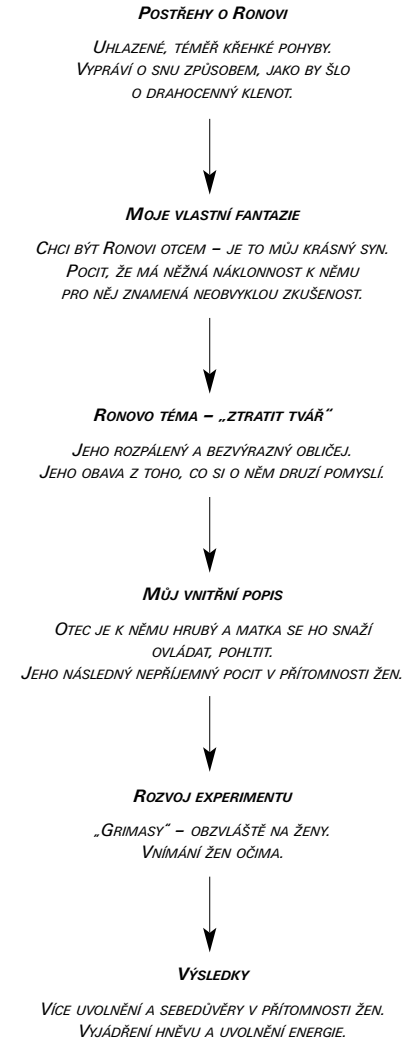 Postřehy o Ronovi
Uhlazené, téměř křehké pohyby.
Vypráví o snu způsobem, jako by šlo
o drahocenný klenot.
Moje vlastní fantazie
Chci být Ronovi otcem – je to můj krásný syn.
Pocit, že má něžná náklonnost k němu
pro něj znamená neobvyklou zkušenost.
Ronovo téma – „ztratit tvář“
Jeho rozpálený a bezvýrazný obličej.
Jeho obava z toho, co si o něm druzí pomyslí.
Můj vnitřní popis
Otec je k němu hrubý a matka se ho snaží
ovládat, pohltit.
Jeho následný nepříjemný pocit v přítomnosti žen.
Rozvoj experimentu
„Grimasy“ – obzvláště na ženy.
Vnímání žen očima.
Výsledky
Více uvolnění a sebedůvěry v přítomnosti žen.
Vyjádření hněvu a uvolnění energie.